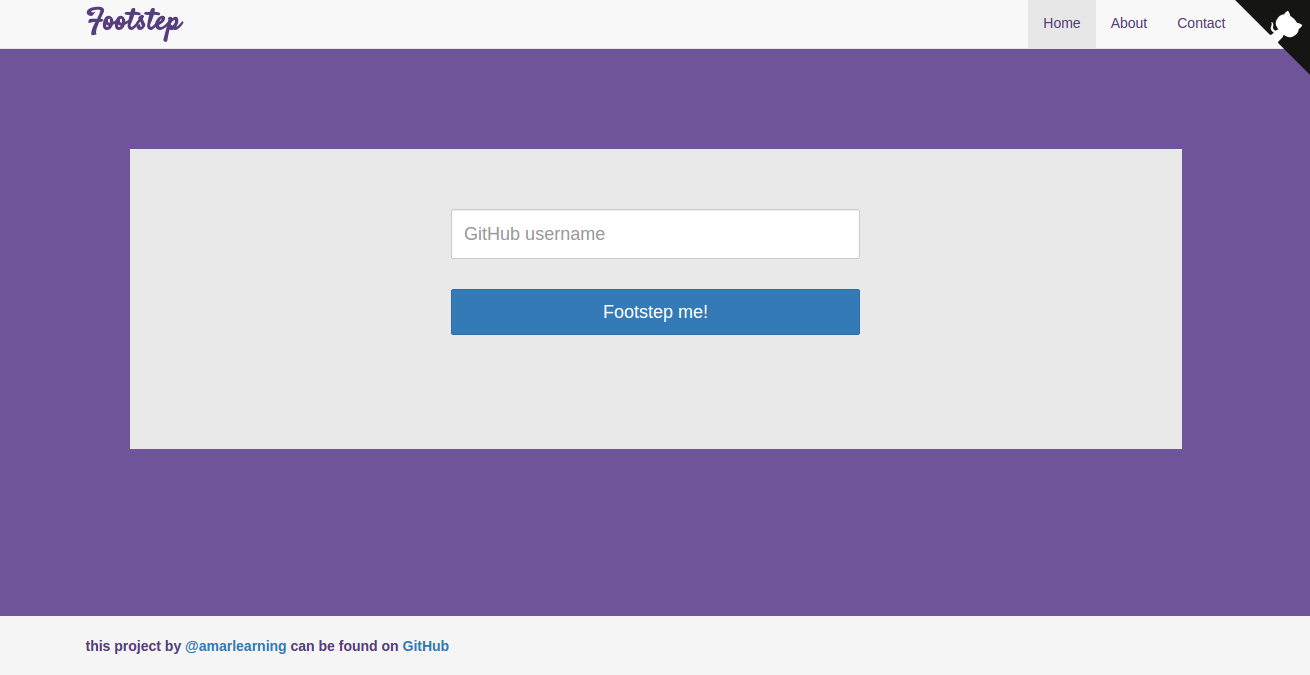 Footstep
Home About Contact
GitHub username
Footstep me!
this project by @amarlearning can be found on GitHub